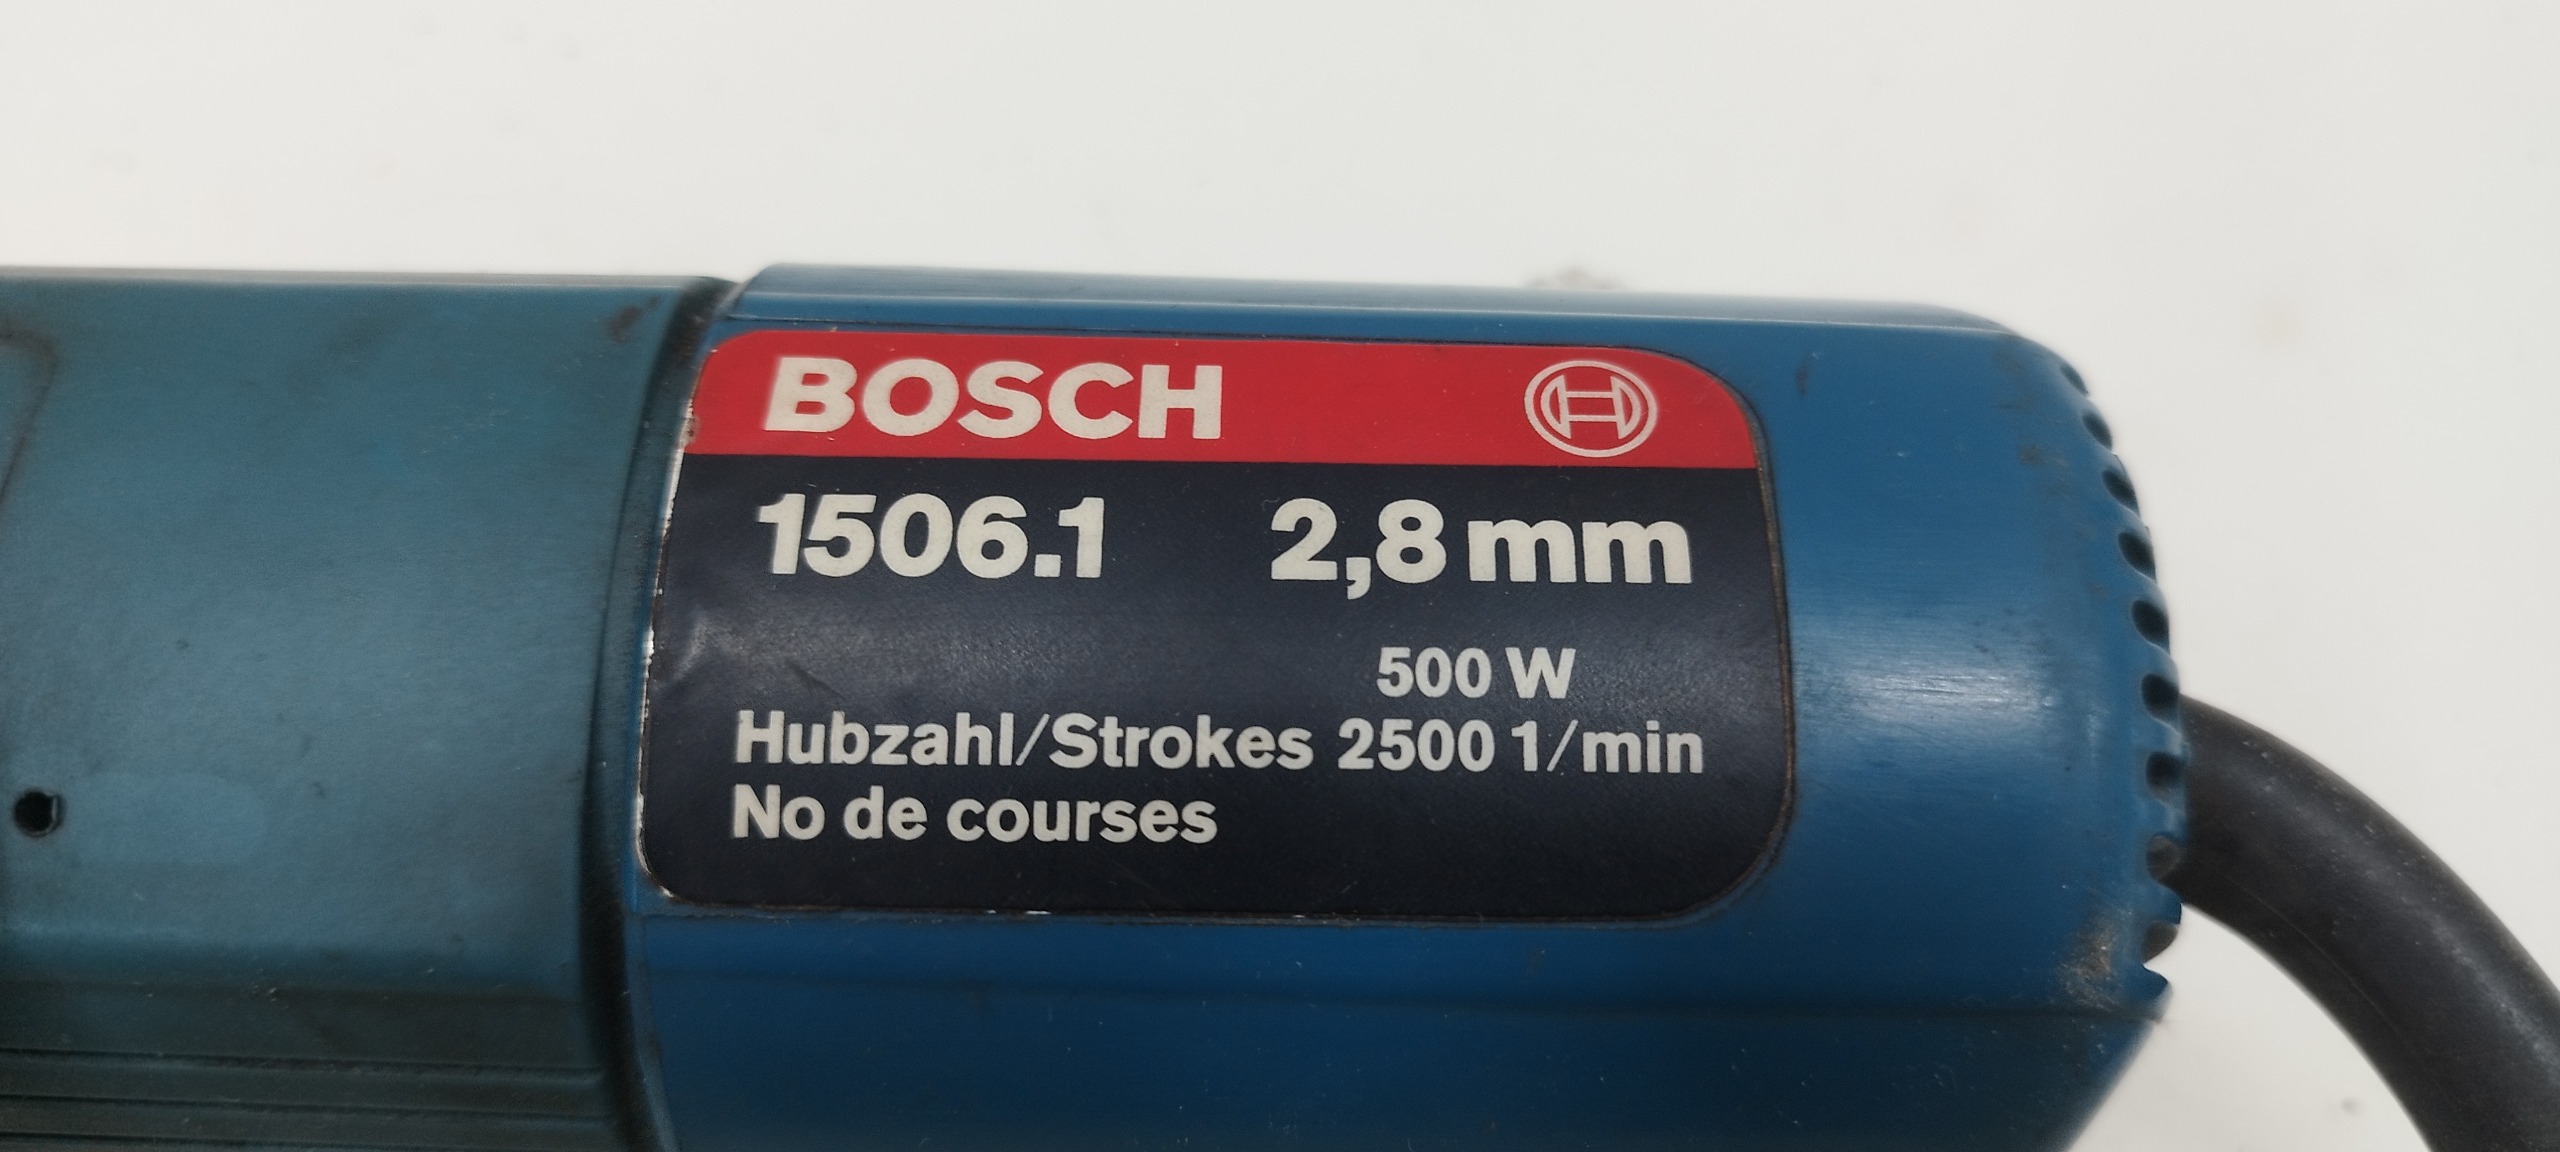 BOSCH
1506.1 2,8 mm
500 W
Hubzahl/Strokes 2500 1/min
No de courses